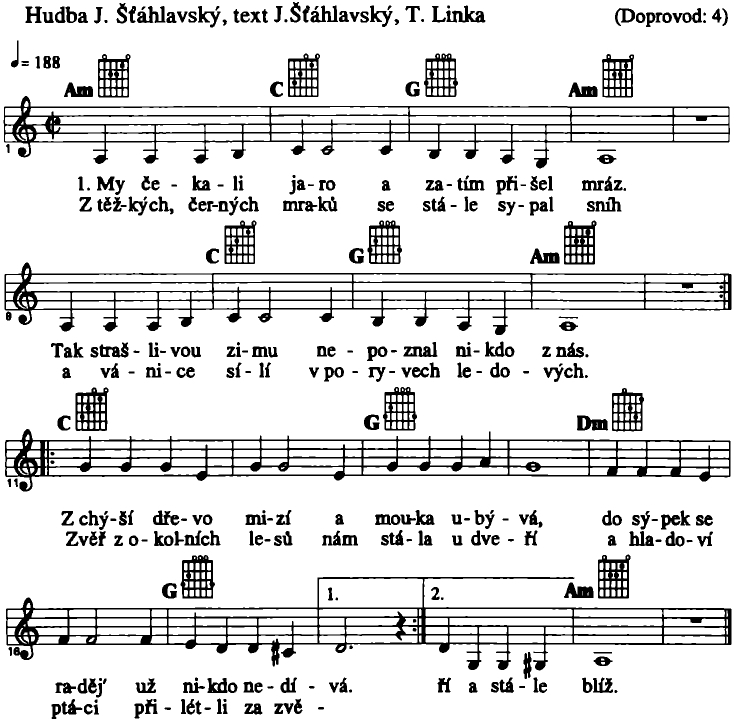 Hudba J. Šťáhlavský, text J.Šťáhlavský, T. Linka (Doprovod: 4)
= 188
Am C G Am
1
1. My če - ka - li ja - ro a za - tím při - šel mráz.
Z těž - kých, čer - ných mra - ků se stá - le sy - pal sníh
C G Am
6
Tak straš - li - vou zi - mu ne - po - znal ni - kdo z nás.
a vá - ni - ce sí - lí v po - ry - vech le - do - vých.
C G Dm
11
Z chý - ší dře - vo mi - zí a mou - ka u - bý - vá, do sý - pek se
Zvěř z o - kol - ních le - sů nám stá - la u dve - ří a hla - do - ví
G 1. 2. Am
16
ra - děj' už ni - kdo ne - dí - vá. ří a stá - le blíž.
ptá - ci při - lét - li za zvě -